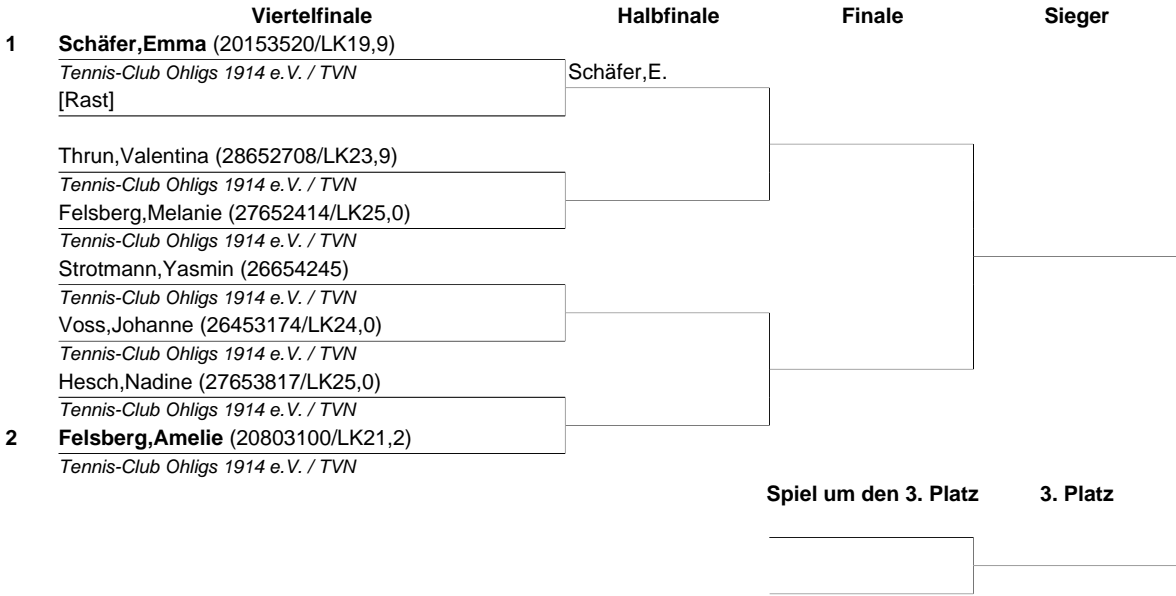 Viertelfinale Halbfinale Finale Sieger
1 Schäfer,Emma (20153520/LK19,9)
Tennis-Club Ohligs 1914 e.V. / TVN Schäfer,E.
[Rast]
Thrun,Valentina (28652708/LK23,9)
Tennis-Club Ohligs 1914 e.V. / TVN
Felsberg,Melanie (27652414/LK25,0)
Tennis-Club Ohligs 1914 e.V. / TVN
Strotmann,Yasmin (26654245)
Tennis-Club Ohligs 1914 e.V. / TVN
Voss,Johanne (26453174/LK24,0)
Tennis-Club Ohligs 1914 e.V. / TVN
Hesch,Nadine (27653817/LK25,0)
Tennis-Club Ohligs 1914 e.V. / TVN
2 Felsberg,Amelie (20803100/LK21,2)
Tennis-Club Ohligs 1914 e.V. / TVN
Spiel um den 3. Platz 3. Platz